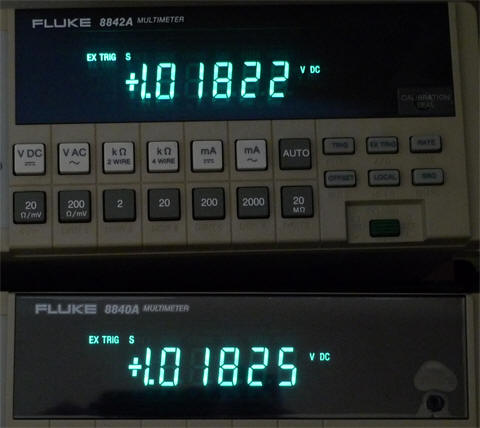 FLUKE 8842A MULTIMETER
EX TRIG S
+1.01822 V DC
CALIBRATION SEAL
V DC V AC kΩ 2 WIRE kΩ 4 WIRE mA mA AUTO TRIG EX TRIG RATE
20 Ω/mV 200 Ω/mV 2 20 200 2000 20 MΩ OFFSET LOCAL SRQ
FLUKE 8840A MULTIMETER
EX TRIG S
+1.01825 V DC